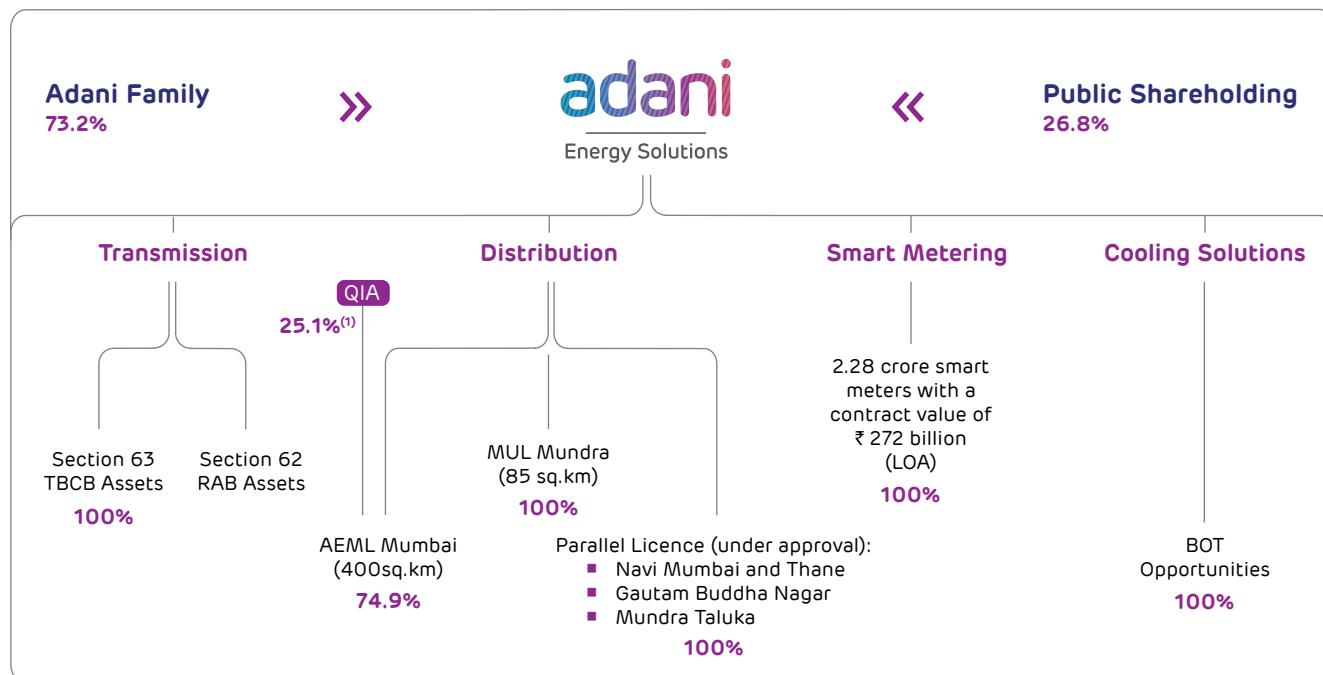 Adani Family
73.2%
adani
Energy Solutions
Public Shareholding
26.8%
Transmission
Distribution
Smart Metering
Cooling Solutions
QIA
25.1%(1)
Section 63
TBCB Assets
100%
Section 62
RAB Assets
AEML Mumbai
(400sq.km)
74.9%
MUL Mundra
(85 sq.km)
100%
Parallel Licence (under approval):
■ Navi Mumbai and Thane
■ Gautam Buddha Nagar
■ Mundra Taluka
100%
2.28 crore smart
meters with a
contract value of
₹ 272 billion
(LOA)
100%
BOT
Opportunities
100%